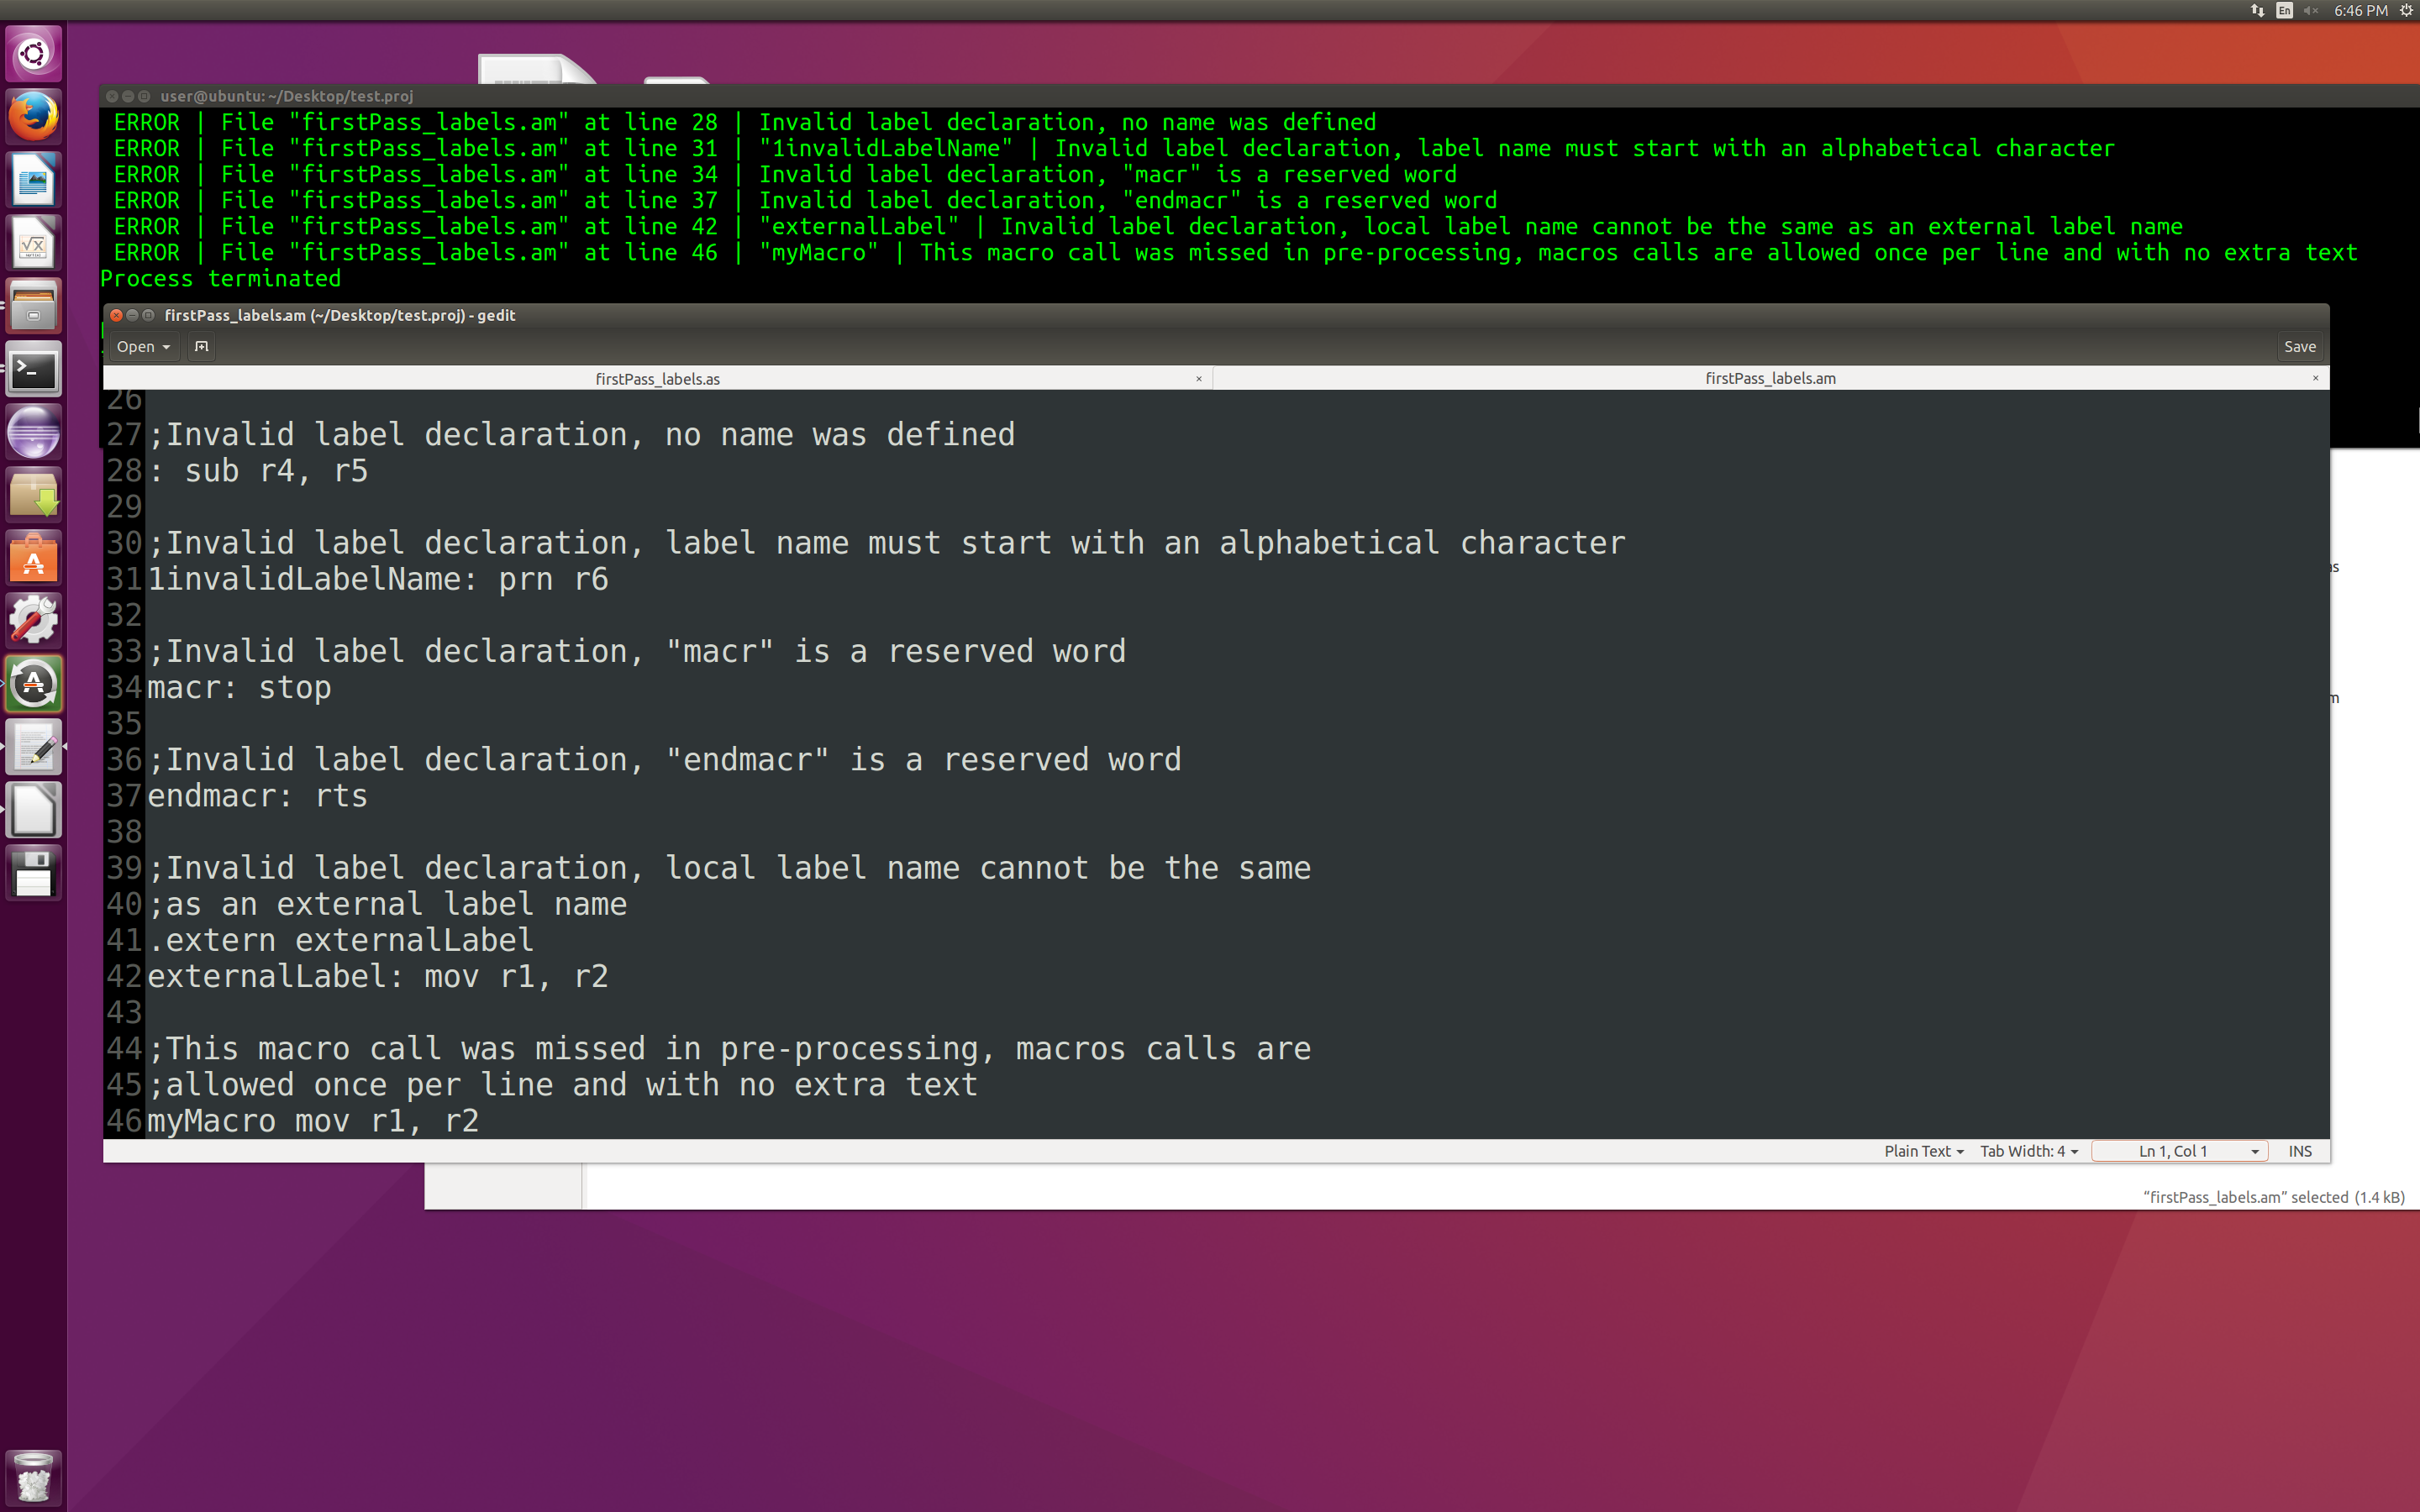 En 6:46 PM
user@ubuntu: ~/Desktop/test.proj
ERROR | File "firstPass_labels.am" at line 28 | Invalid label declaration, no name was defined
ERROR | File "firstPass_labels.am" at line 31 | "1invalidLabelName" | Invalid label declaration, label name must start with an alphabetical character
ERROR | File "firstPass_labels.am" at line 34 | Invalid label declaration, "macr" is a reserved word
ERROR | File "firstPass_labels.am" at line 37 | Invalid label declaration, "endmacr" is a reserved word
ERROR | File "firstPass_labels.am" at line 42 | "externalLabel" | Invalid label declaration, local label name cannot be the same as an external label name
ERROR | File "firstPass_labels.am" at line 46 | "myMacro" | This macro call was missed in pre-processing, macros calls are allowed once per line and with no extra text
Process terminated
firstPass_labels.am (~/Desktop/test.proj) - gedit
Open Save
firstPass_labels.as × firstPass_labels.am ×
26
27 ;Invalid label declaration, no name was defined
28 : sub r4, r5
29
30 ;Invalid label declaration, label name must start with an alphabetical character
31 1invalidLabelName: prn r6
32
33 ;Invalid label declaration, "macr" is a reserved word
34 macr: stop
35
36 ;Invalid label declaration, "endmacr" is a reserved word
37 endmacr: rts
38
39 ;Invalid label declaration, local label name cannot be the same
40 ;as an external label name
41 .extern externalLabel
42 externalLabel: mov r1, r2
43
44 ;This macro call was missed in pre-processing, macros calls are
45 ;allowed once per line and with no extra text
46 myMacro mov r1, r2
Plain Text Tab Width: 4 Ln 1, Col 1 INS
“firstPass_labels.am” selected (1.4 kB)